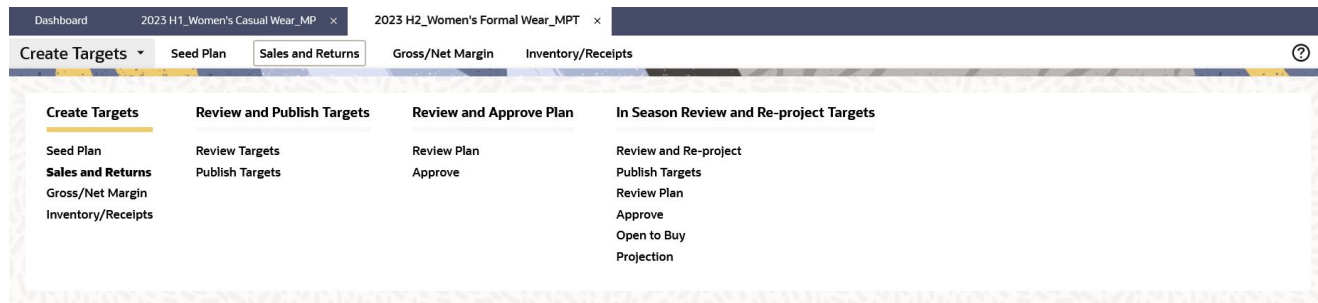 Dashboard 2023 H1_Women's Casual Wear_MP × 2023 H2_Women's Formal Wear_MPT ×
Create Targets Seed Plan Sales and Returns Gross/Net Margin Inventory/Receipts ?
Create Targets
Seed Plan
Sales and Returns
Gross/Net Margin
Inventory/Receipts
Review and Publish Targets
Review Targets
Publish Targets
Review and Approve Plan
Review Plan
Approve
In Season Review and Re-project Targets
Review and Re-project
Publish Targets
Review Plan
Approve
Open to Buy
Projection